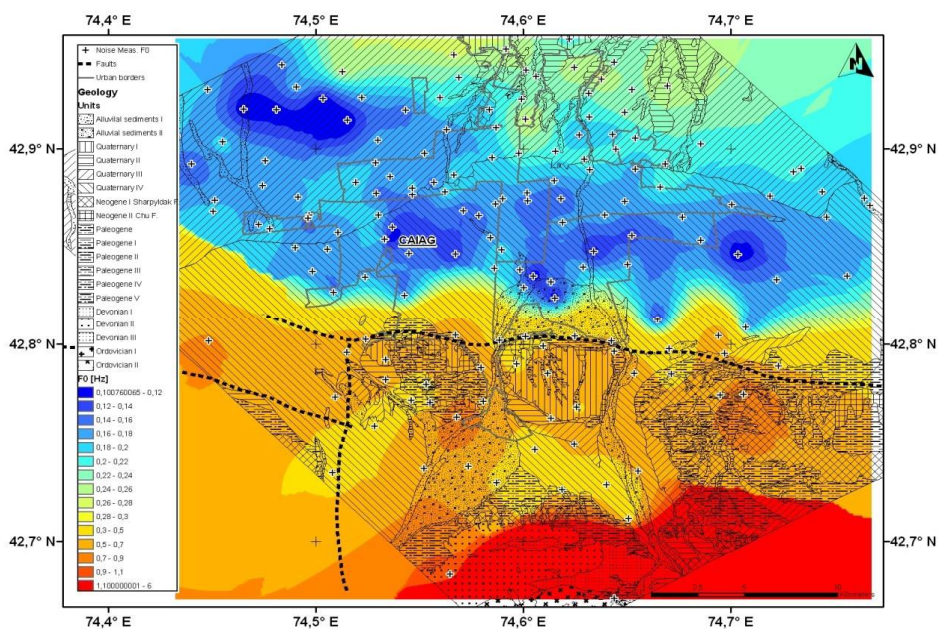 74,4° E 74,5° E 74,6° E 74,7° E
N
Noise Meas. F0
Faults
Urban borders
Geology
Units
Alluvial sediments I
Alluvial sediments II
Quaternary I
Quaternary II
Quaternary III
Quaternary IV
Neogene I Sharpyldak F.
Neogene II Chu F.
Paleogene
Paleogene I
Paleogene II
Paleogene III
Paleogene IV
Paleogene V
Devonian I
Devonian II
Devonian III
Ordovician I
Ordovician II
F0 [Hz]
0,100760065 - 0,12
0,12 - 0,14
0,14 - 0,16
0,16 - 0,18
0,18 - 0,2
0,2 - 0,22
0,22 - 0,24
0,24 - 0,26
0,26 - 0,28
0,28 - 0,3
0,3 - 0,5
0,5 - 0,7
0,7 - 0,9
0,9 - 1,1
1,100000001 - 6
CAIAG
42,9° N 42,9° N
42,8° N 42,8° N
42,7° N 42,7° N
74,4° E 74,5° E 74,6° E 74,7° E